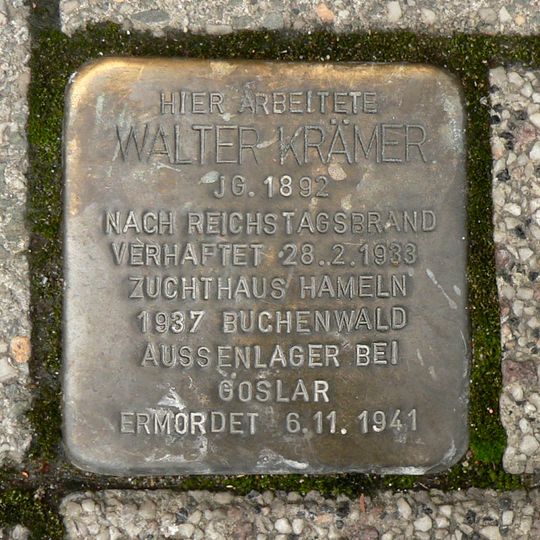 HIER ARBEITETE
WALTER KRÄMER
JG. 1892
NACH REICHSTAGSBRAND
VERHAFTET 28..2.1933
ZUCHTHAUS HAMELN
1937 BUCHENWALD
AUSSENLAGER BEI
GOSLAR
ERMORDET 6.11.1941